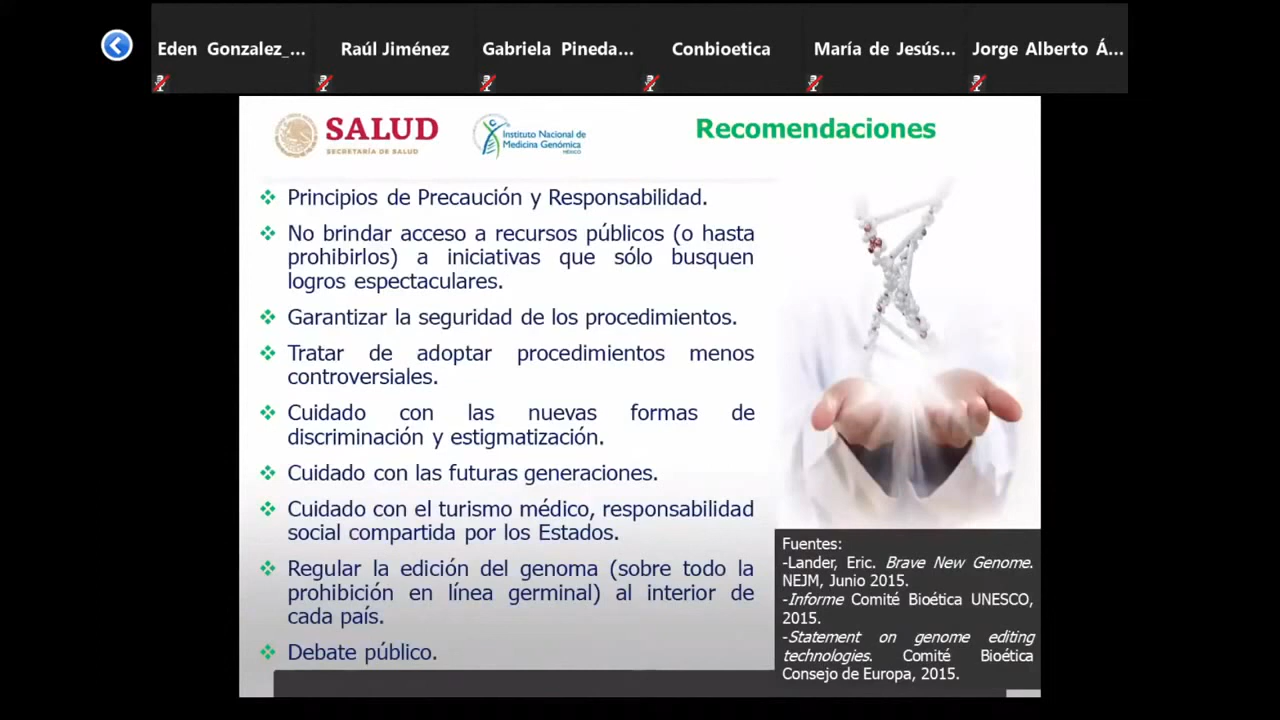 Eden Gonzalez_...
Raúl Jiménez
Gabriela Pineda...
Conbioetica
María de Jesús...
Jorge Alberto Á...
SALUD
SECRETARÍA DE SALUD
Instituto Nacional de
Medicina Genómica
MÉXICO
Recomendaciones
Principios de Precaución y Responsabilidad.
No brindar acceso a recursos públicos (o hasta
prohibirlos) a iniciativas que sólo busquen
logros espectaculares.
Garantizar la seguridad de los procedimientos.
Tratar de adoptar procedimientos menos
controversiales.
Cuidado con las nuevas formas de
discriminación y estigmatización.
Cuidado con las futuras generaciones.
Cuidado con el turismo médico, responsabilidad
social compartida por los Estados.
Regular la edición del genoma (sobre todo la
prohibición en línea germinal) al interior de
cada país.
Debate público.
Fuentes:
-Lander, Eric. Brave New Genome.
NEJM, Junio 2015.
-Informe Comité Bioética UNESCO,
2015.
-Statement on genome editing
technologies. Comité Bioética
Consejo de Europa, 2015.